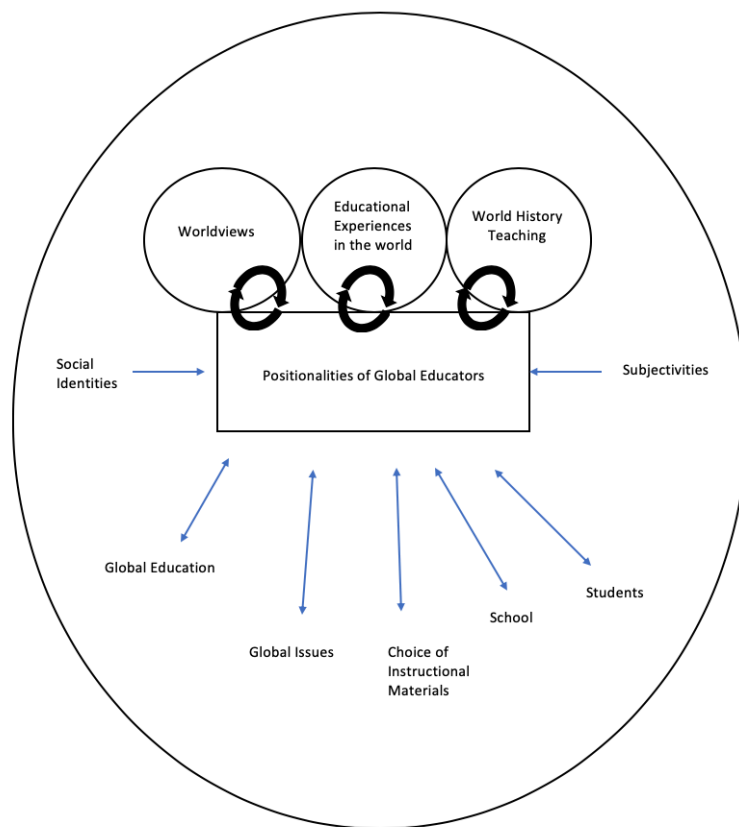 Worldviews
Educational
Experiences
in the world
World History
Teaching
Social
Identities
Positionalities of Global Educators
Subjectivities
Global Education
Global Issues
Choice of
Instructional
Materials
School
Students